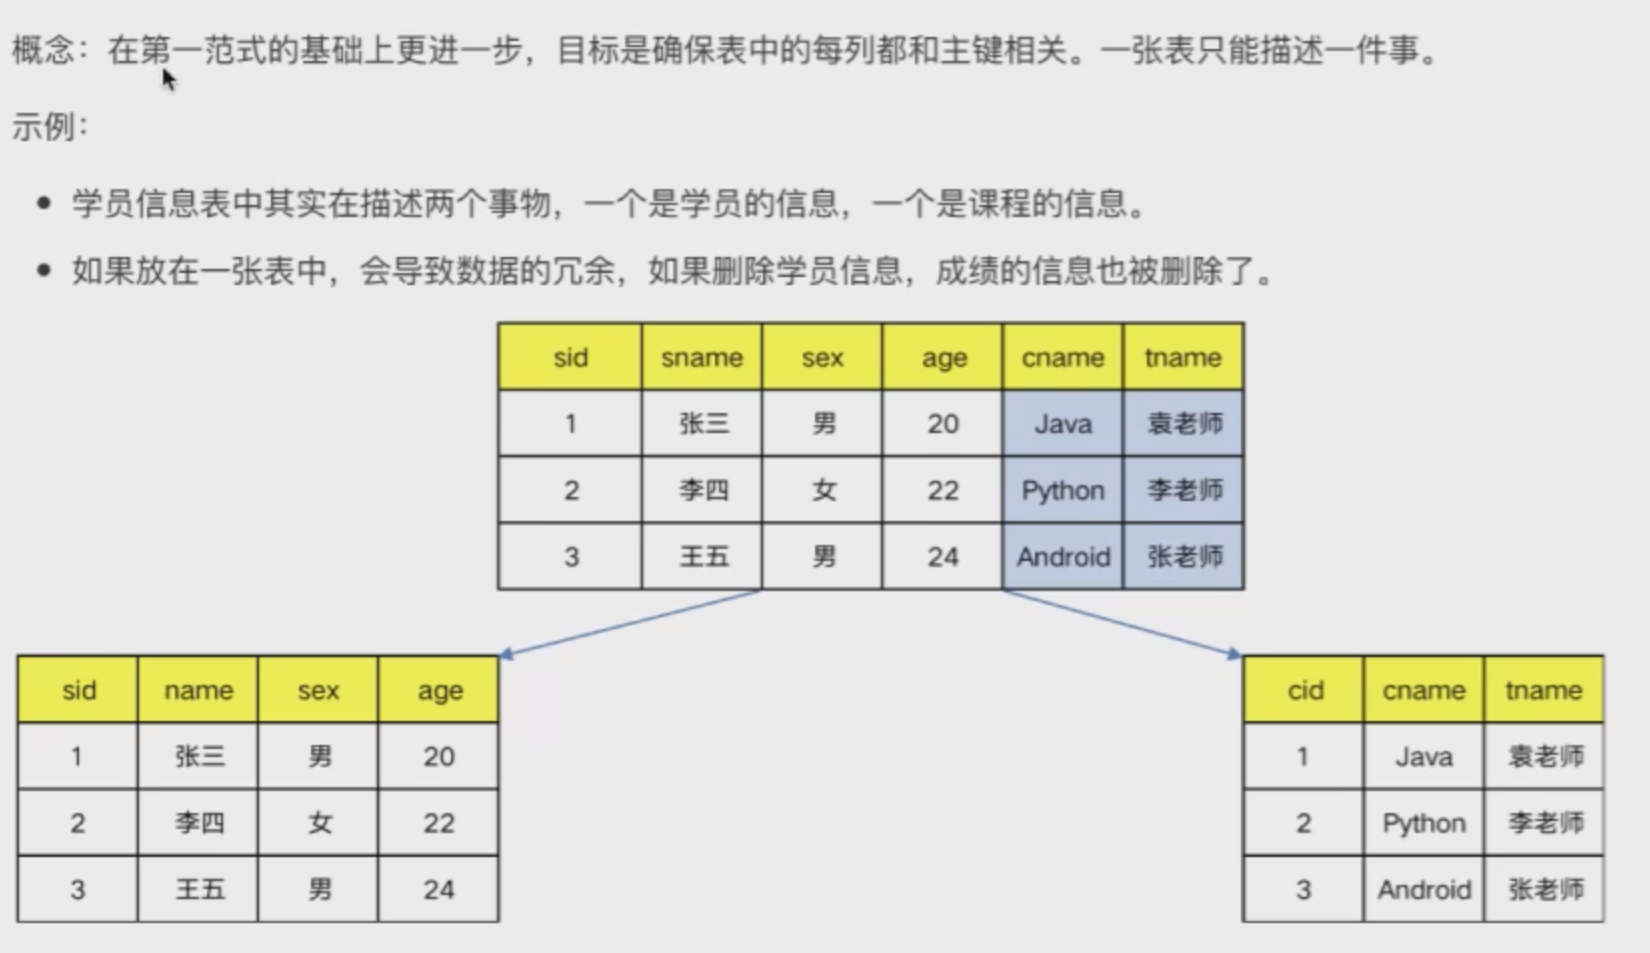 概念：在第一范式的基础上更进一步，目标是确保表中的每列都和主键相关。一张表只能描述一件事。
示例：
学员信息表中其实在描述两个事物，一个是学员的信息，一个是课程的信息。
如果放在一张表中，会导致数据的冗余，如果删除学员信息，成绩的信息也被删除了。
sid sname sex age cname tname
1 张三 男 20 Java 袁老师
2 李四 女 22 Python 李老师
3 王五 男 24 Android 张老师
sid name sex age
1 张三 男 20
2 李四 女 22
3 王五 男 24
cid cname tname
1 Java 袁老师
2 Python 李老师
3 Android 张老师